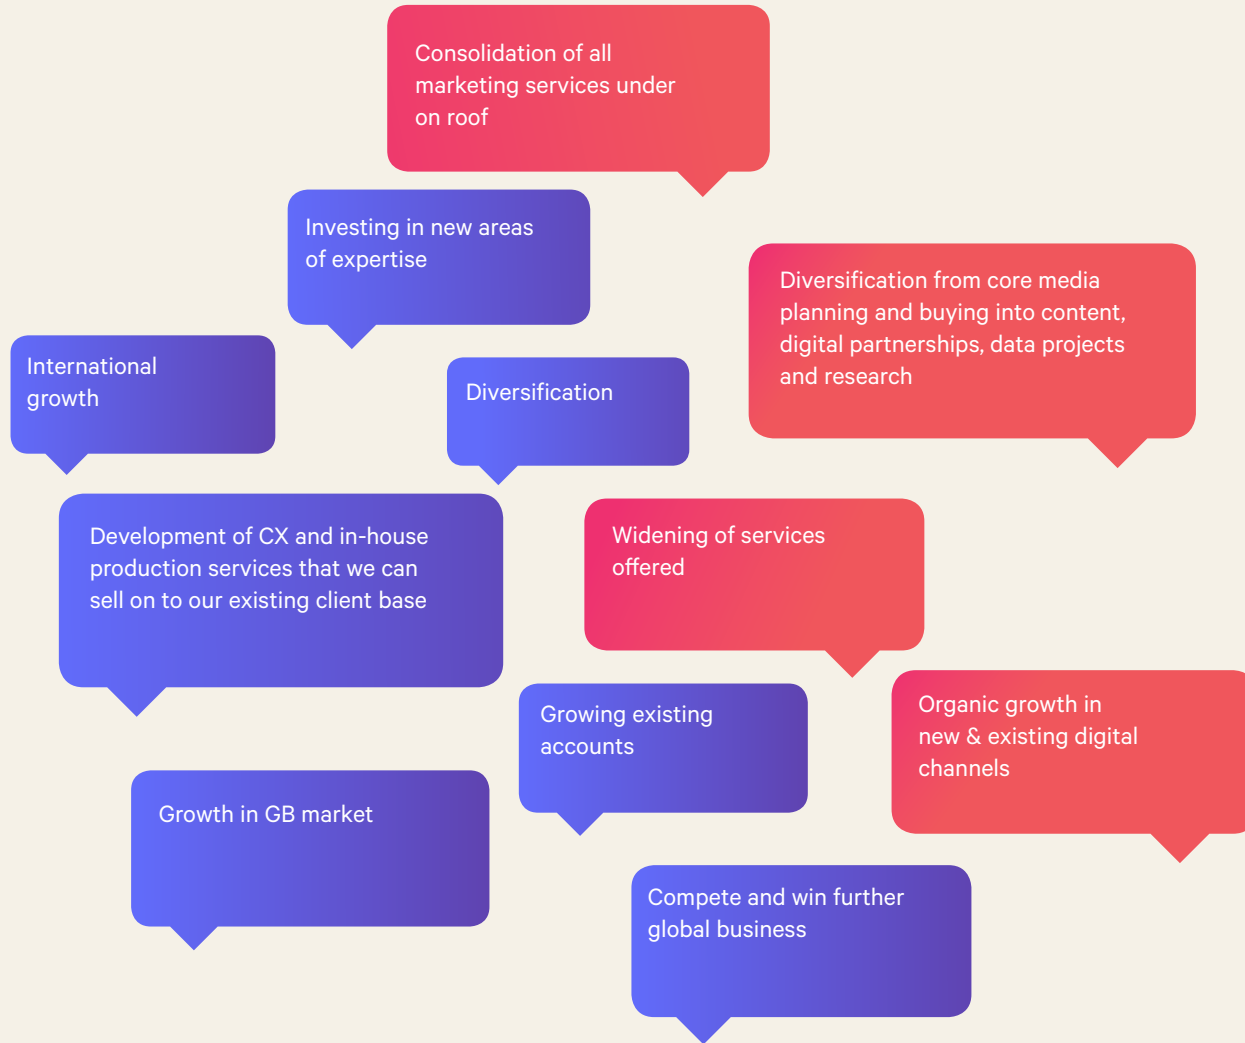 Consolidation of all
marketing services under
on roof
Investing in new areas
of expertise
Diversification from core media
planning and buying into content,
digital partnerships, data projects
and research
International
growth
Diversification
Development of CX and in-house
production services that we can
sell on to our existing client base
Widening of services
offered
Growing existing
accounts
Organic growth in
new & existing digital
channels
Growth in GB market
Compete and win further
global business